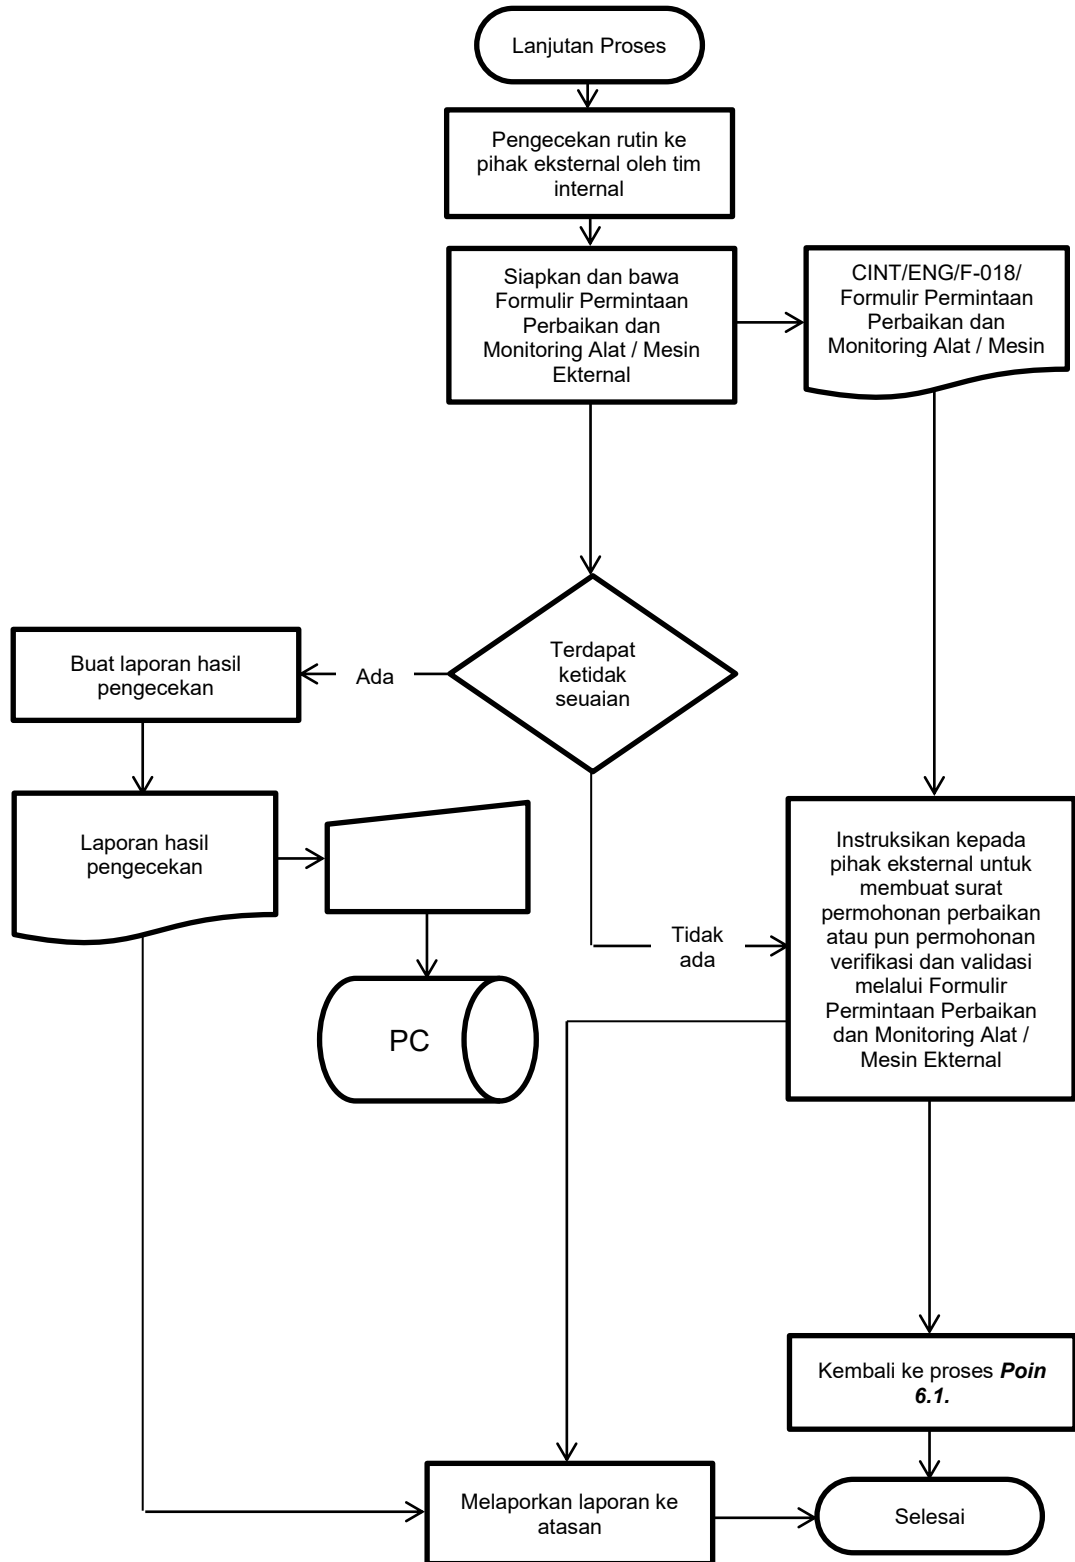 Lanjutan Proses
Pengecekan rutin ke
pihak eksternal oleh tim
internal
Siapkan dan bawa
Formulir Permintaan
Perbaikan dan
Monitoring Alat / Mesin
Ekternal
CINT/ENG/F-018/
Formulir Permintaan
Perbaikan dan
Monitoring Alat / Mesin
Terdapat
ketidak
seuaian
Ada
Buat laporan hasil
pengecekan
Laporan hasil
pengecekan
PC
Tidak
ada
Instruksikan kepada
pihak eksternal untuk
membuat surat
permohonan perbaikan
atau pun permohonan
verifikasi dan validasi
melalui Formulir
Permintaan Perbaikan
dan Monitoring Alat /
Mesin Ekternal
Kembali ke proses Poin
6.1.
Melaporkan laporan ke
atasan
Selesai